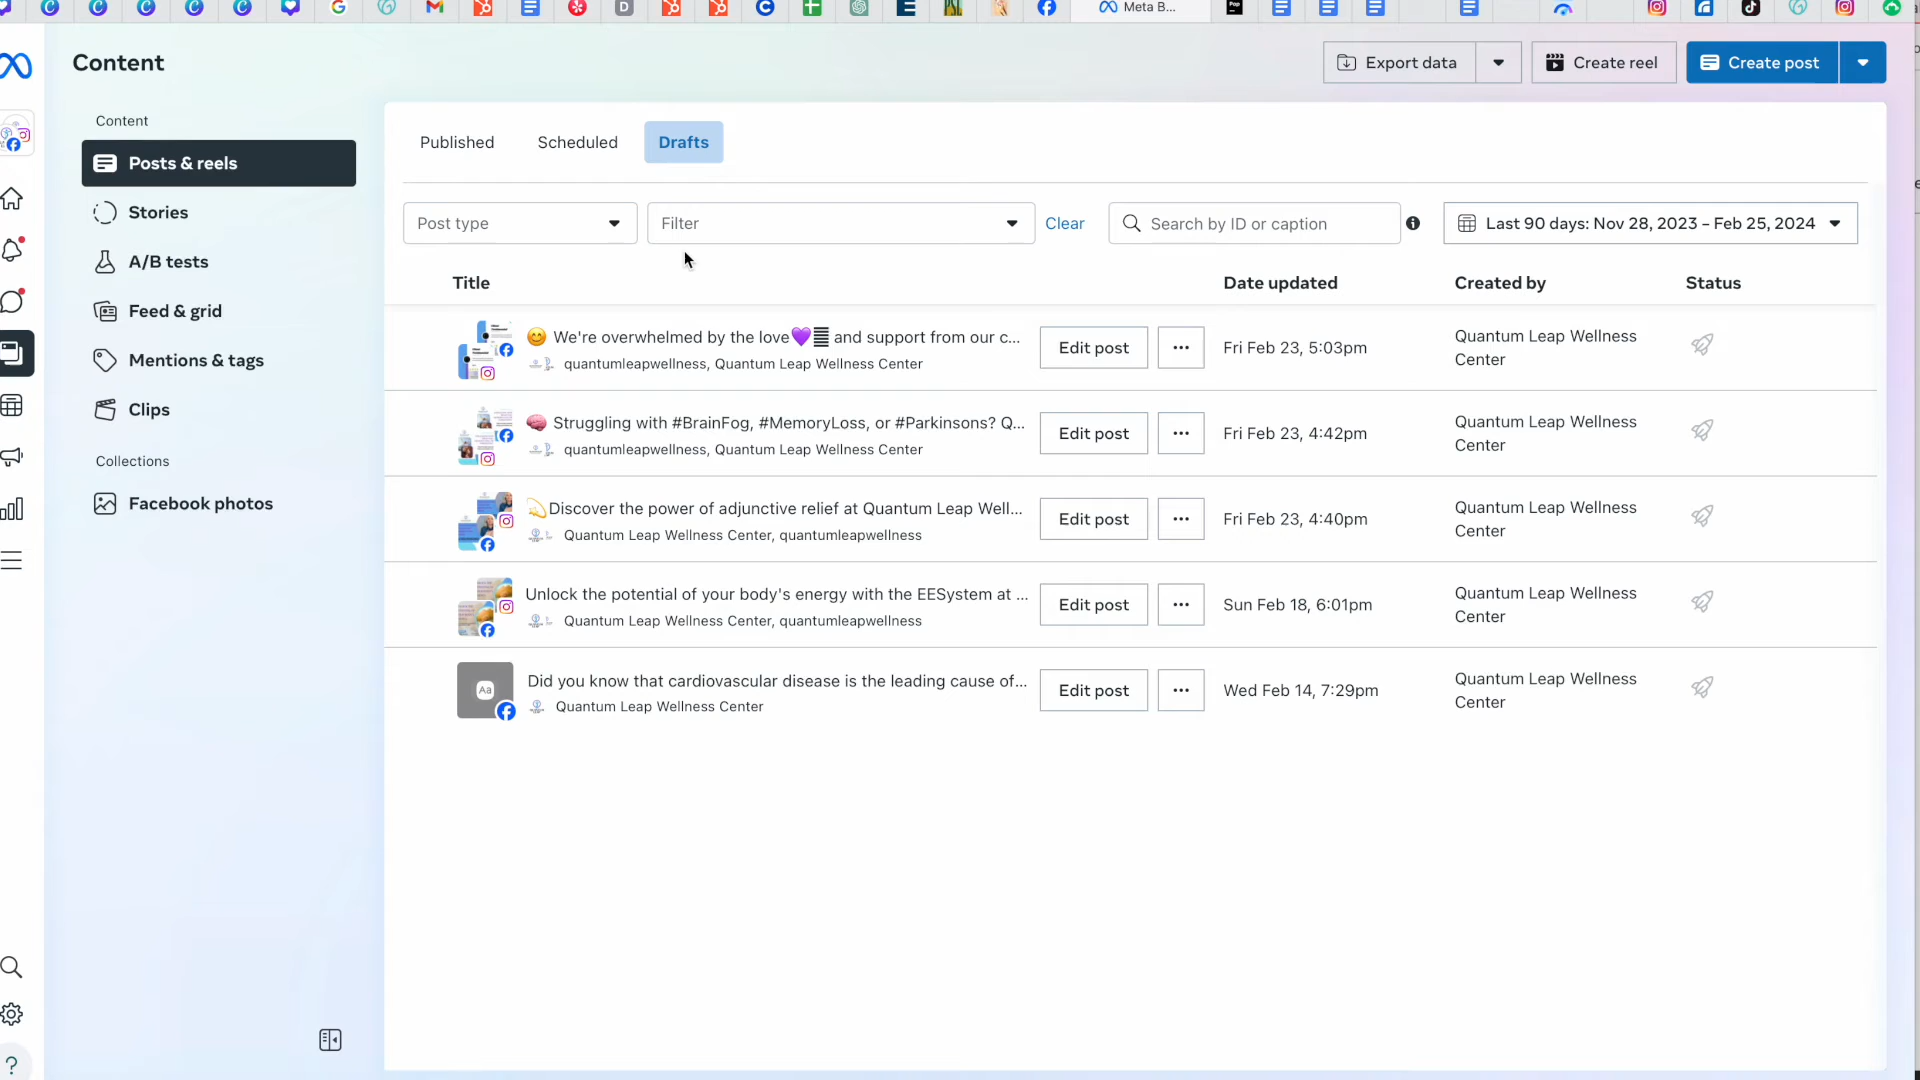 Meta B...
Content
Export data
Create reel
Create post
Content
Posts & reels
Stories
A/B tests
Feed & grid
Mentions & tags
Clips
Collections
Facebook photos
Published
Scheduled
Drafts
Post type
Filter
Clear
Search by ID or caption
Last 90 days: Nov 28, 2023 – Feb 25, 2024
Title
Date updated
Created by
Status
😊 We're overwhelmed by the love💜 and support from our c...
quantumleapwellness, Quantum Leap Wellness Center
Edit post
...
Fri Feb 23, 5:03pm
Quantum Leap Wellness
Center
🧠 Struggling with #BrainFog, #MemoryLoss, or #Parkinsons? Q...
quantumleapwellness, Quantum Leap Wellness Center
Edit post
...
Fri Feb 23, 4:42pm
Quantum Leap Wellness
Center
💫Discover the power of adjunctive relief at Quantum Leap Well...
Quantum Leap Wellness Center, quantumleapwellness
Edit post
...
Fri Feb 23, 4:40pm
Quantum Leap Wellness
Center
Unlock the potential of your body's energy with the EESystem at ...
Quantum Leap Wellness Center, quantumleapwellness
Edit post
...
Sun Feb 18, 6:01pm
Quantum Leap Wellness
Center
Aa
Did you know that cardiovascular disease is the leading cause of...
Quantum Leap Wellness Center
Edit post
...
Wed Feb 14, 7:29pm
Quantum Leap Wellness
Center
?